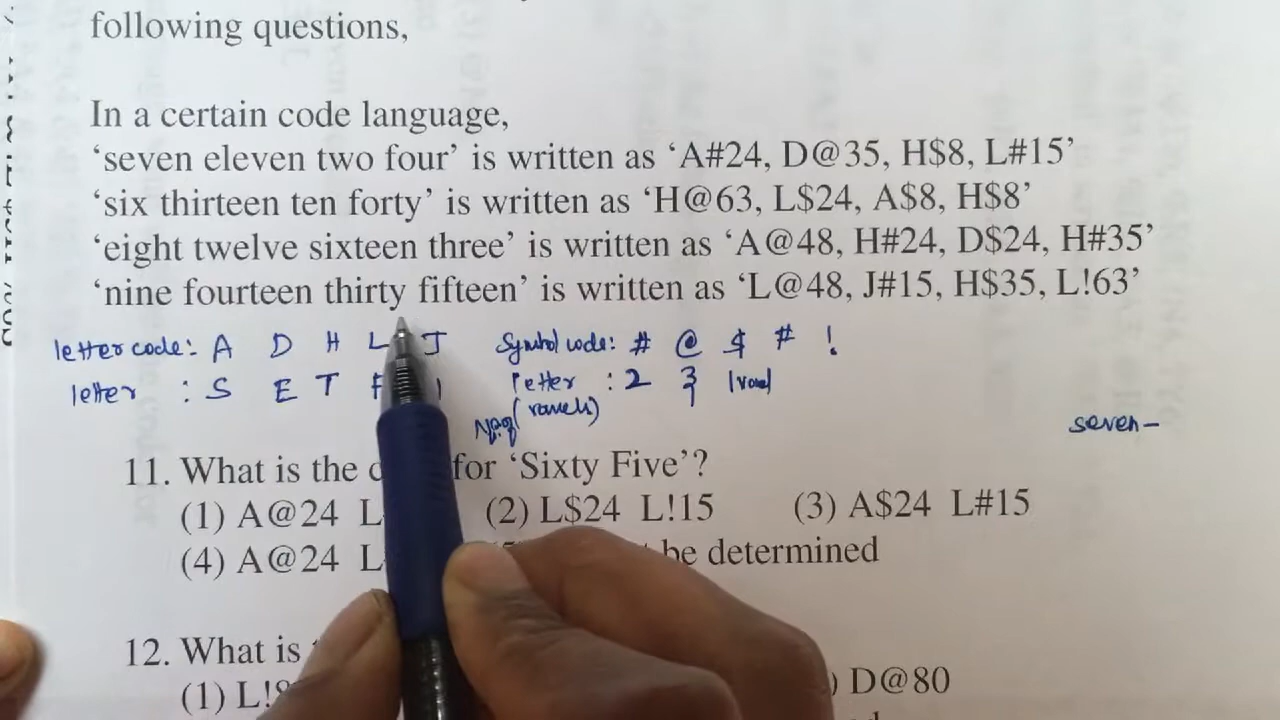 following questions,
In a certain code language,
‘seven eleven two four’ is written as ‘A#24, D@35, H$8, L#15’
‘six thirteen ten forty’ is written as ‘H@63, L$24, A$8, H$8’
‘eight twelve sixteen three’ is written as ‘A@48, H#24, D$24, H#35’
‘nine fourteen thirty fifteen’ is written as ‘L@48, J#15, H$35, L!63’
letter code: A D H L J Symbol code: # @ $ # !
letter : S E T F letter : 2 3
seven-
11. What is the for ‘Sixty Five’?
(1) A@24 L (2) L$24 L!15 (3) A$24 L#15
(4) A@24 L be determined
12. What is
(1) L! D@80